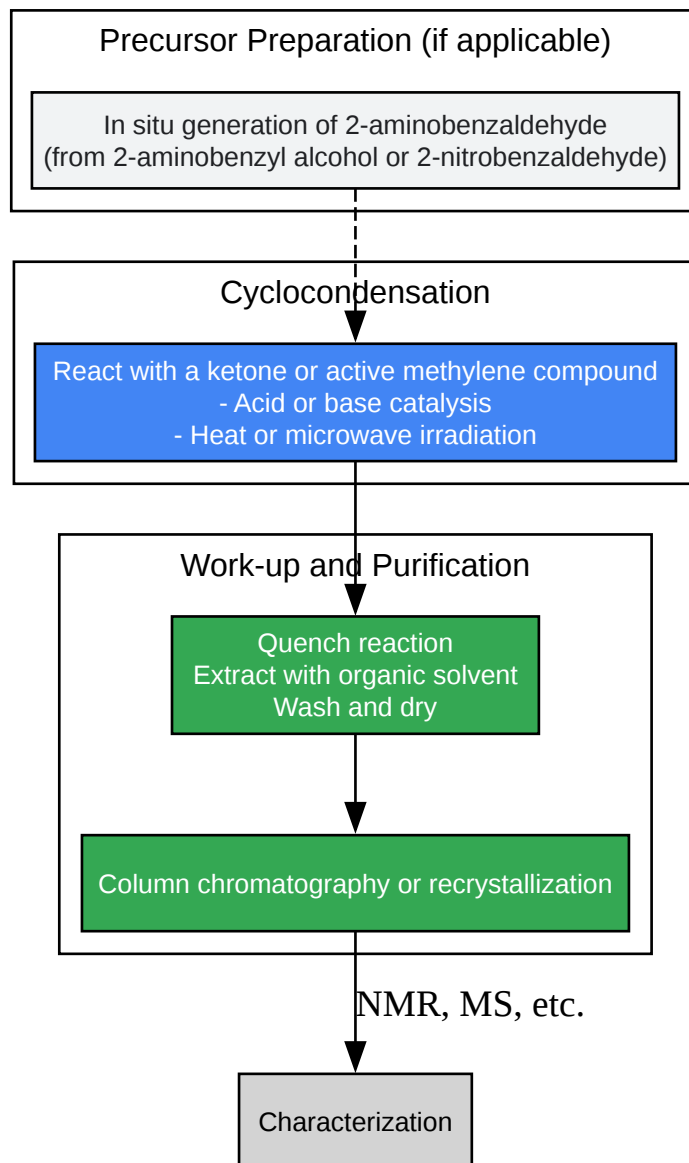 Precursor Preparation (if applicable)
In situ generation of 2-aminobenzaldehyde
(from 2-aminobenzyl alcohol or 2-nitrobenzaldehyde)
Cyclocondensation
React with a ketone or active methylene compound
- Acid or base catalysis
- Heat or microwave irradiation
Work-up and Purification
Quench reaction
Extract with organic solvent
Wash and dry
Column chromatography or recrystallization
NMR, MS, etc.
Characterization